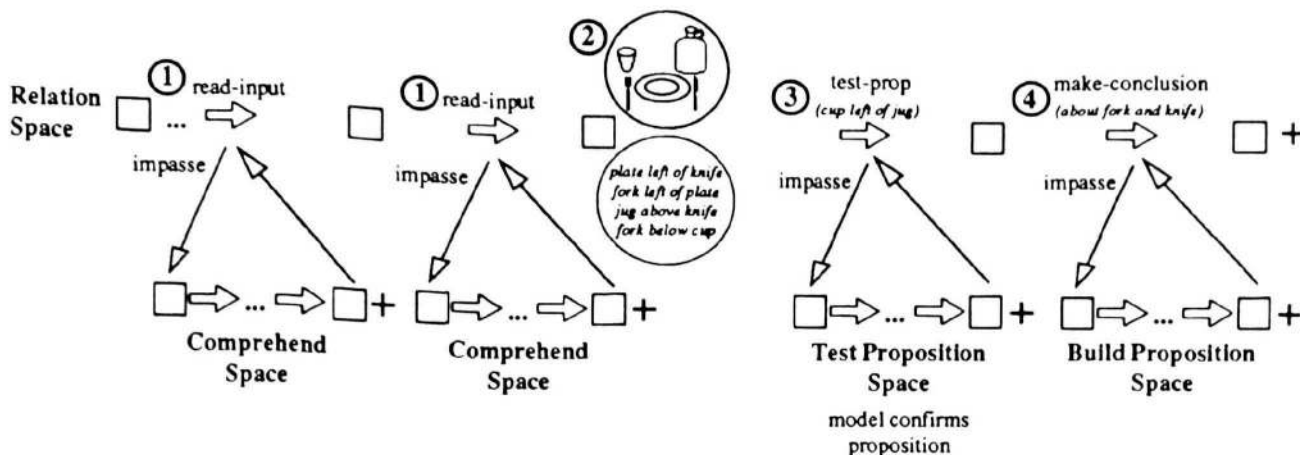 Relation
Space
...
1
read-input
impasse
... +
Comprehend
Space
1
read-input
impasse
... +
Comprehend
Space
2
plate left of knife
fork left of plate
jug above knife
fork below cup
3
test-prop
(cup left of jug)
impasse
... +
Test Proposition
Space
model confirms
proposition
4
make-conclusion
(about fork and knife)
+
impasse
... +
Build Proposition
Space